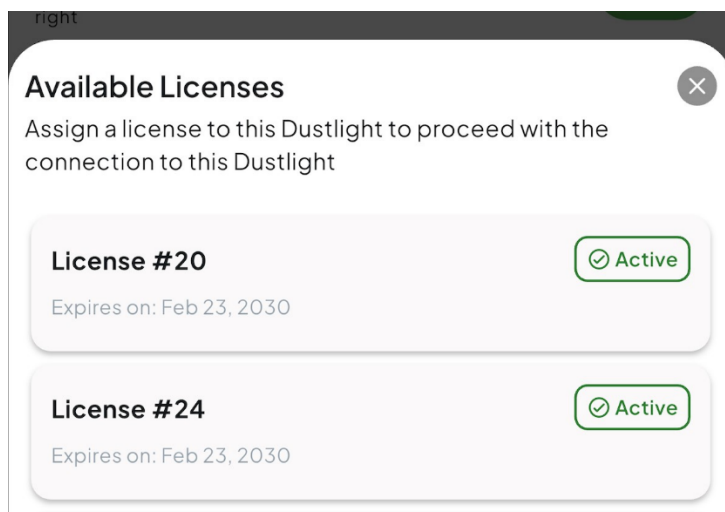 right
Available Licenses
Assign a license to this Dustlight to proceed with the
connection to this Dustlight
License #20
Active
Expires on: Feb 23, 2030
License #24
Active
Expires on: Feb 23, 2030